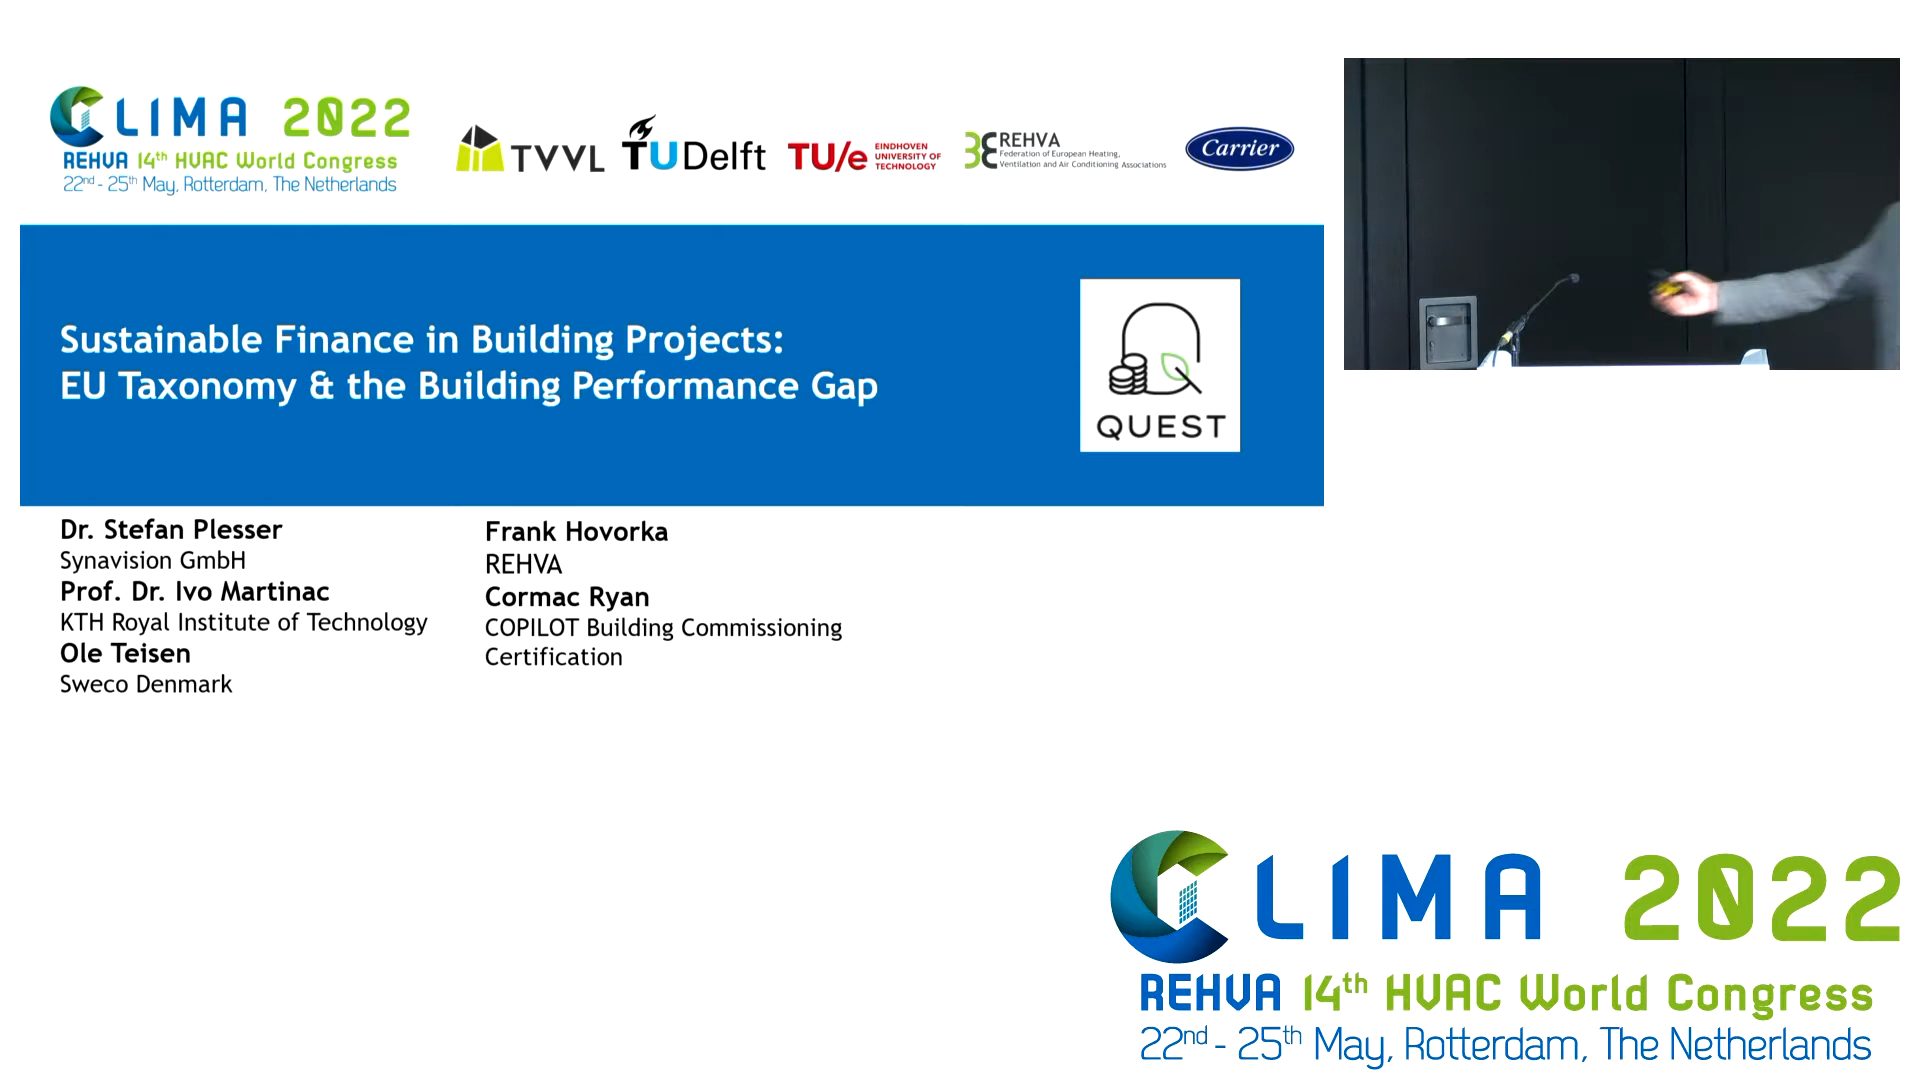 CLIMA 2022
REHVA 14th HVAC World Congress
22nd - 25th May, Rotterdam, The Netherlands
TVVL
TUDelft
TU/e EINDHOVEN
UNIVERSITY OF
TECHNOLOGY
REHVA
Federation of European Heating,
Ventilation and Air Conditioning Associations
Carrier
Sustainable Finance in Building Projects:
EU Taxonomy & the Building Performance Gap
QUEST
Dr. Stefan Plesser
Synavision GmbH
Prof. Dr. Ivo Martinac
KTH Royal Institute of Technology
Ole Teisen
Sweco Denmark
Frank Hovorka
REHVA
Cormac Ryan
COPILOT Building Commissioning
Certification
CLIMA 2022
REHVA 14th HVAC World Congress
22nd - 25th May, Rotterdam, The Netherlands